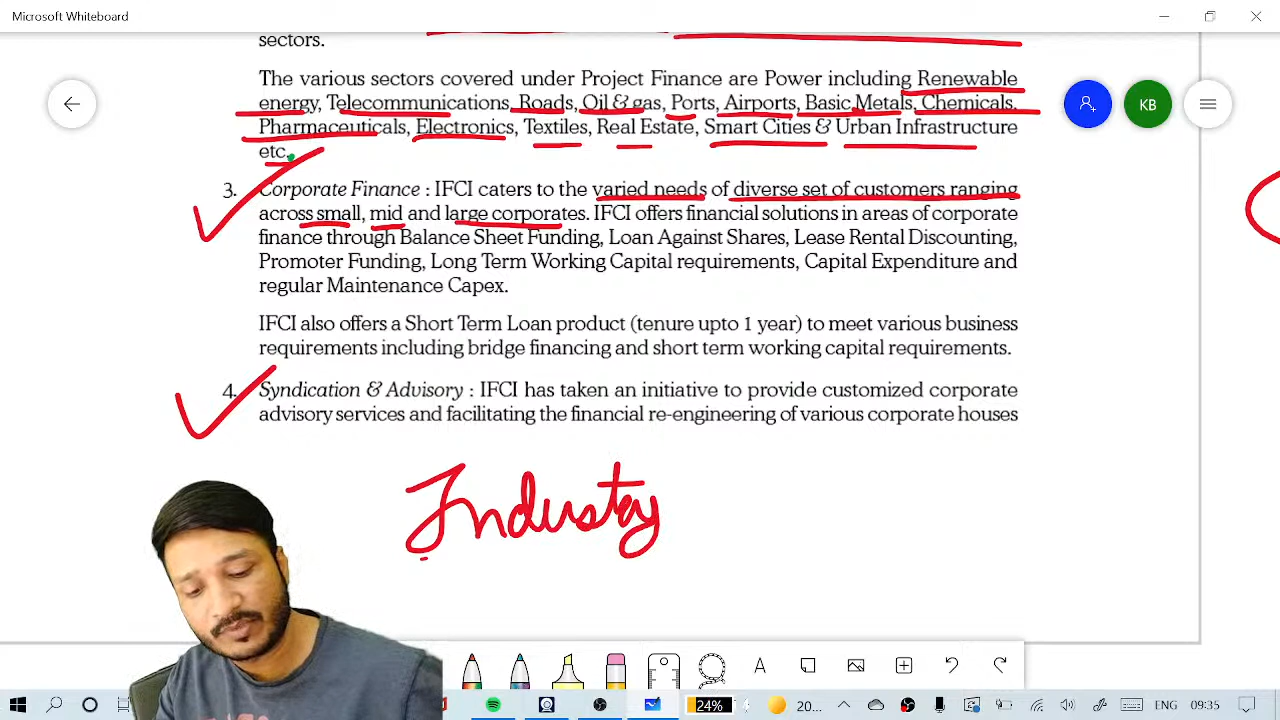 Microsoft Whiteboard
sectors.
The various sectors covered under Project Finance are Power including Renewable
energy, Telecommunications, Roads, Oil & gas, Ports, Airports, Basic Metals, Chemicals,
Pharmaceuticals, Electronics, Textiles, Real Estate, Smart Cities & Urban Infrastructure
etc.
KB
3. Corporate Finance : IFCI caters to the varied needs of diverse set of customers ranging
across small, mid and large corporates. IFCI offers financial solutions in areas of corporate
finance through Balance Sheet Funding, Loan Against Shares, Lease Rental Discounting,
Promoter Funding, Long Term Working Capital requirements, Capital Expenditure and
regular Maintenance Capex.
IFCI also offers a Short Term Loan product (tenure upto 1 year) to meet various business
requirements including bridge financing and short term working capital requirements.
4. Syndication & Advisory : IFCI has taken an initiative to provide customized corporate
advisory services and facilitating the financial re-engineering of various corporate houses
Industry
A
24%
20...
ENG
09:35